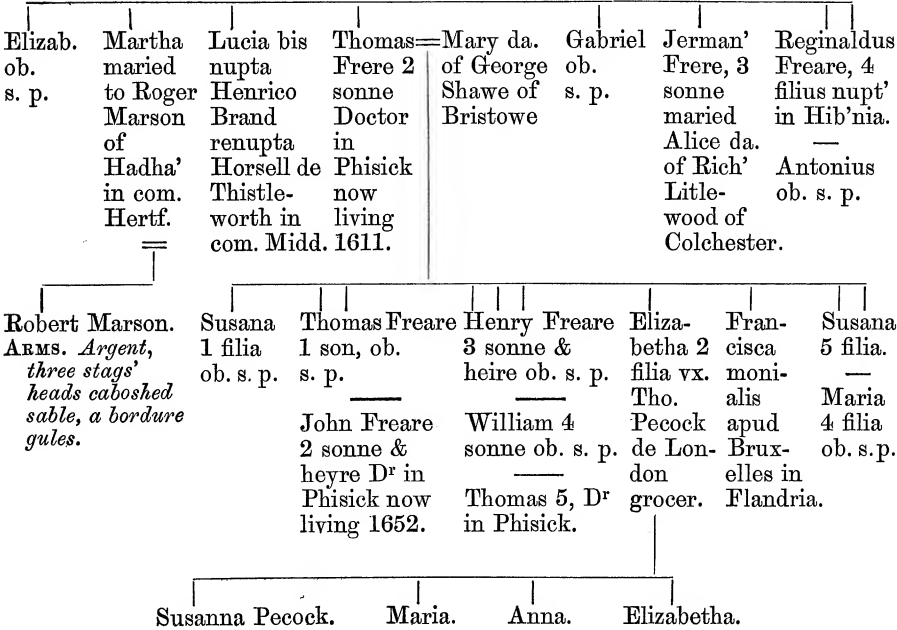 Elizab.
ob.
s. p.
Martha
maried
to Roger
Marson
of
Hadha'
in com.
Hertf.
Lucia bis
nupta
Henrico
Brand
renupta
Horsell de
Thistle-
worth in
com. Midd.
Thomas=Mary da.
Frere 2
sonne
Doctor
in
Phisick
now
living
1611.
of George
Shawe of
Bristowe
Gabriel
ob.
s. p.
Jerman'
Frere, 3
sonne
maried
Alice da.
of Rich'
Litle-
wood of
Colchester.
Reginaldus
Freare, 4
filius nupt'
in Hib'nia.
—
Antonius
ob. s. p.
Robert Marson.
ARMS. Argent,
three stags'
heads caboshed
sable, a bordure
gules.
Susana
1 filia
ob. s. p.
Thomas Freare
1 son, ob.
s. p.
—
John Freare
2 sonne &
heyre Dr in
Phisick now
living 1652.
Henry Freare
3 sonne &
heire ob. s. p.
—
William 4
sonne ob. s. p.
—
Thomas 5, Dr
in Phisick.
Eliza-
betha 2
filia vx.
Tho.
Pecock
de Lon-
don
grocer.
Fran-
cisca
moni-
alis
apud
Brux-
elles in
Flandria.
Susana
5 filia.
—
Maria
4 filia
ob. s.p.
Susanna Pecock.
Maria.
Anna.
Elizabetha.